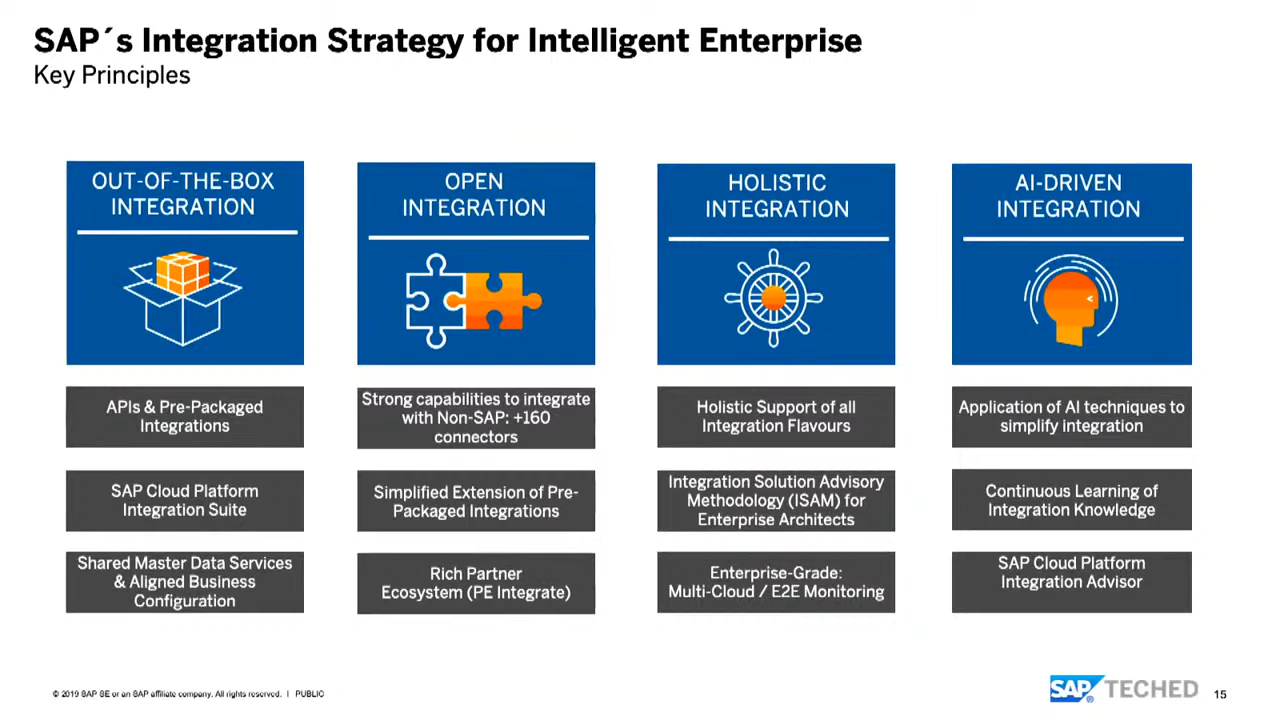 SAP´s Integration Strategy for Intelligent Enterprise
Key Principles
OUT-OF-THE-BOX
INTEGRATION
APIs & Pre-Packaged
Integrations
SAP Cloud Platform
Integration Suite
Shared Master Data Services
& Aligned Business
Configuration
OPEN
INTEGRATION
Strong capabilities to integrate
with Non-SAP: +160
connectors
Simplified Extension of Pre-
Packaged Integrations
Rich Partner
Ecosystem (PE Integrate)
HOLISTIC
INTEGRATION
Holistic Support of all
Integration Flavours
Integration Solution Advisory
Methodology (ISAM) for
Enterprise Architects
Enterprise-Grade:
Multi-Cloud / E2E Monitoring
AI-DRIVEN
INTEGRATION
Application of AI techniques to
simplify integration
Continuous Learning of
Integration Knowledge
SAP Cloud Platform
Integration Advisor
© 2019 SAP SE or an SAP affiliate company. All rights reserved. | PUBLIC
SAP® TECHED
15